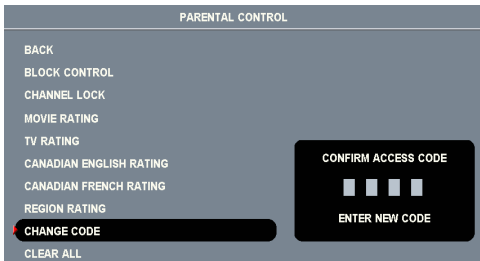 PARENTAL CONTROL
BACK
BLOCK CONTROL
CHANNEL LOCK
MOVIE RATING
TV RATING
CANADIAN ENGLISH RATING
CANADIAN FRENCH RATING
REGION RATING
CHANGE CODE
CLEAR ALL
CONFIRM ACCESS CODE
ENTER NEW CODE